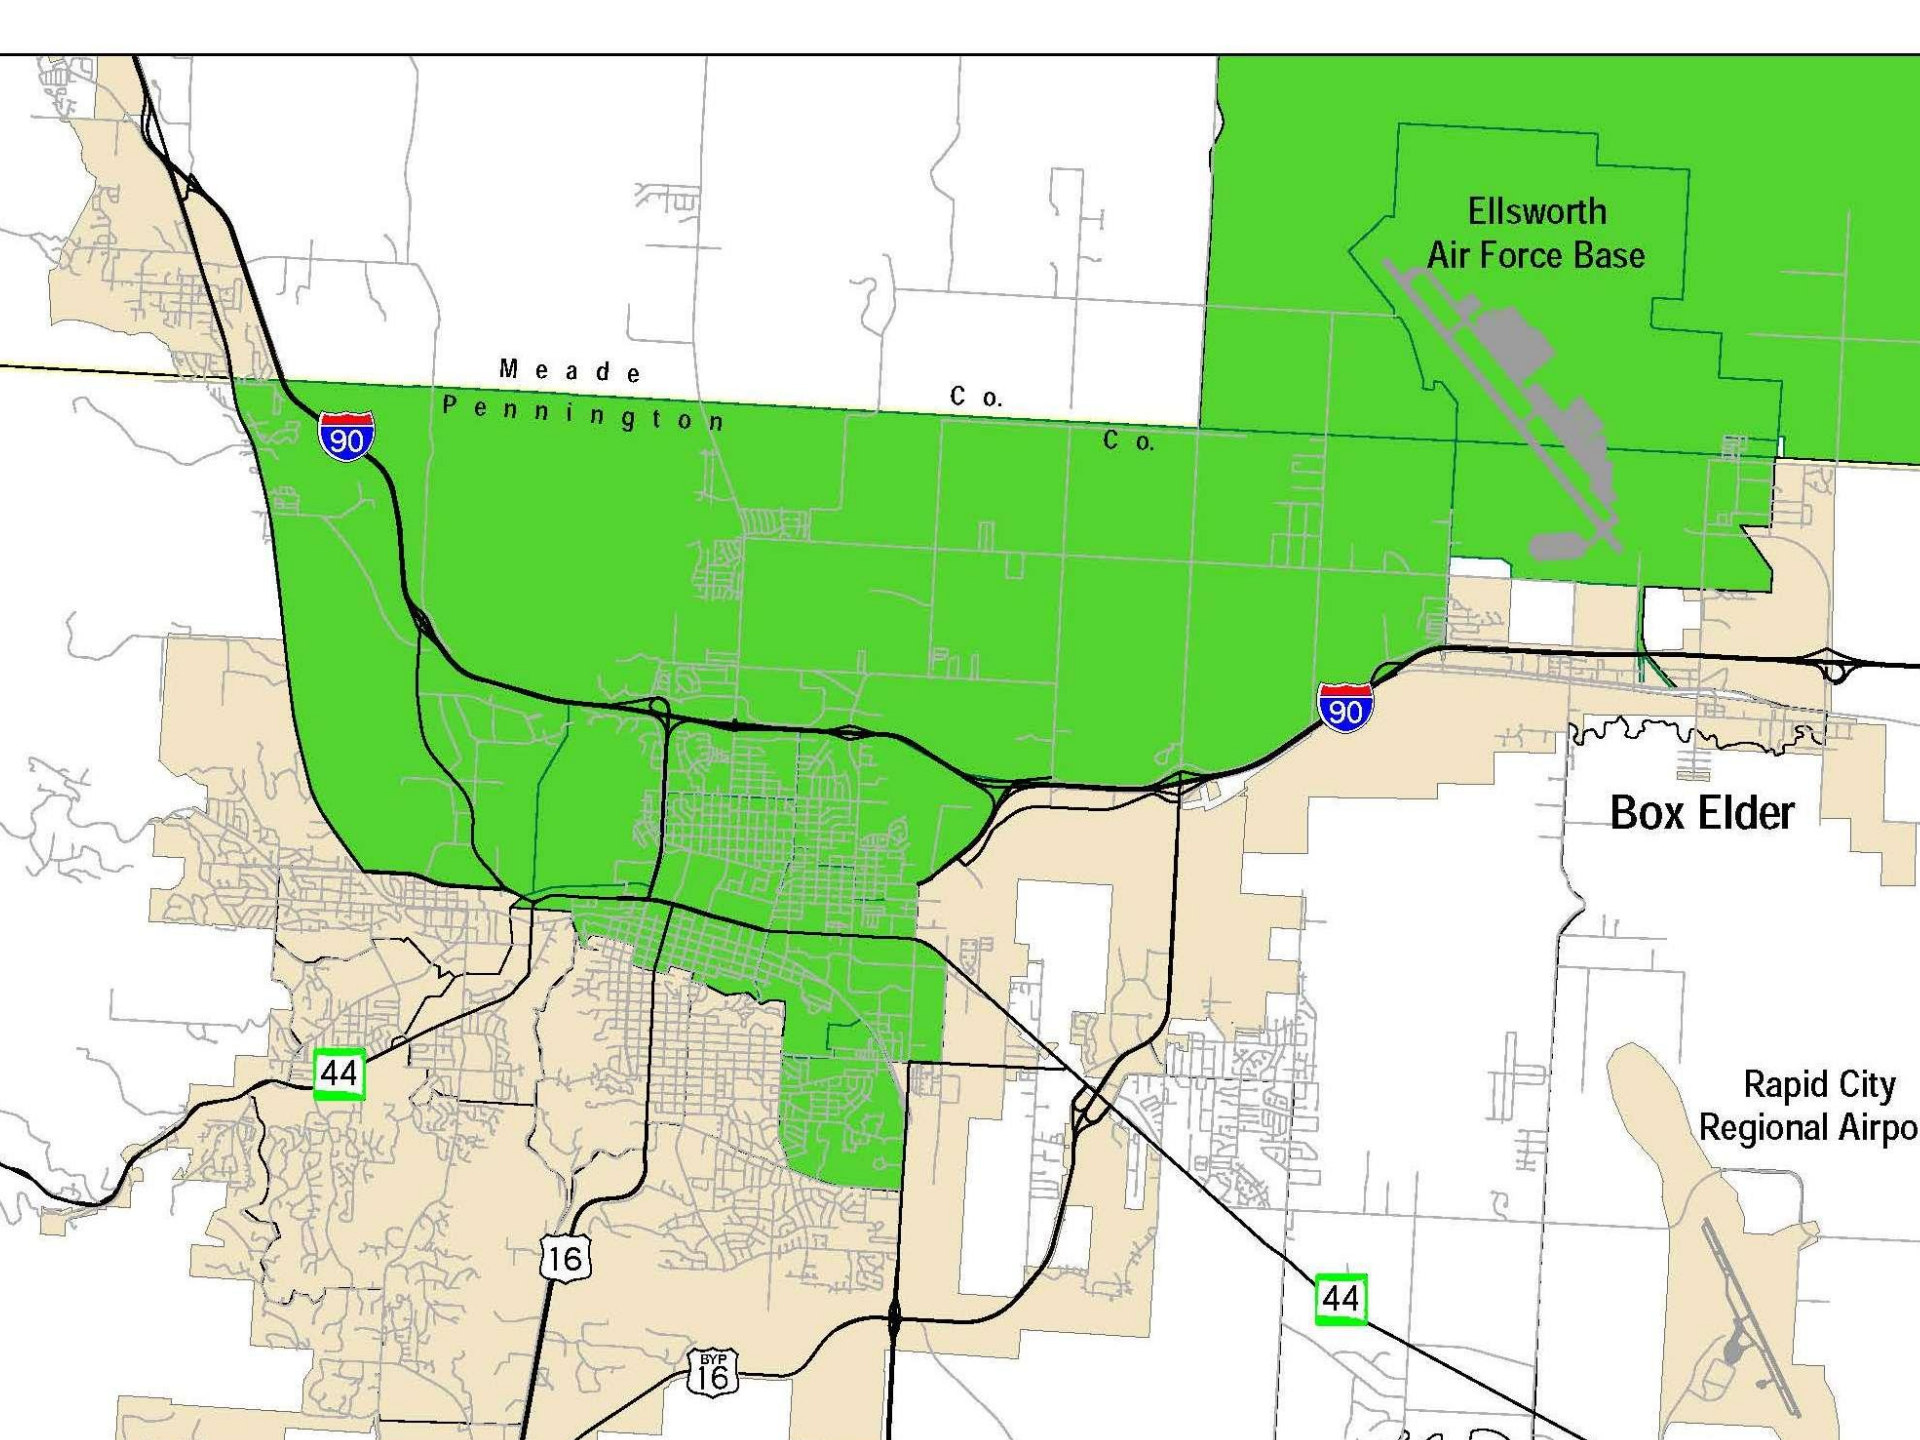 Ellsworth
Air Force Base
Meade
Co.
Pennington
Co.
90
90
Box Elder
Rapid City
Regional Airpo
44
16
44
BYP
16